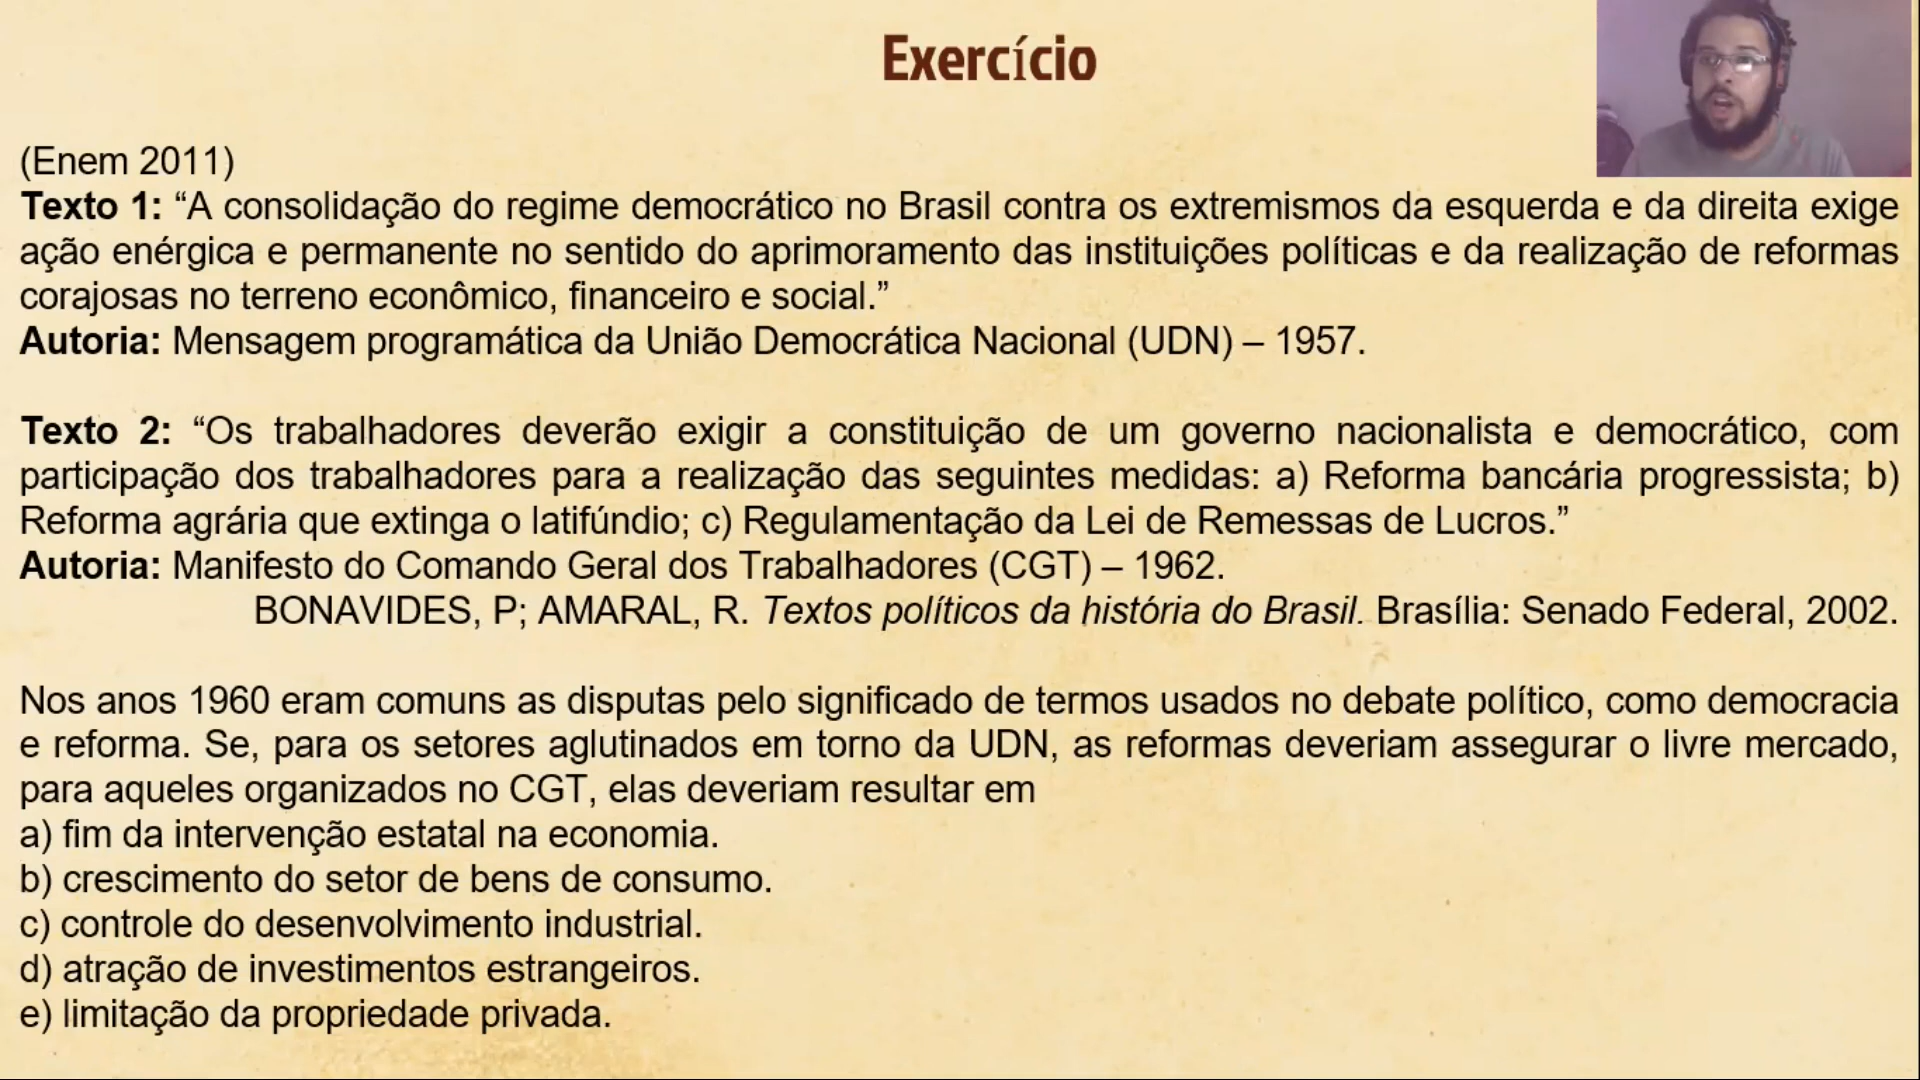 Exercício
(Enem 2011)
Texto 1: “A consolidação do regime democrático no Brasil contra os extremismos da esquerda e da direita exige
ação enérgica e permanente no sentido do aprimoramento das instituições políticas e da realização de reformas
corajosas no terreno econômico, financeiro e social.”
Autoria: Mensagem programática da União Democrática Nacional (UDN) – 1957.
Texto 2: “Os trabalhadores deverão exigir a constituição de um governo nacionalista e democrático, com
participação dos trabalhadores para a realização das seguintes medidas: a) Reforma bancária progressista; b)
Reforma agrária que extinga o latifúndio; c) Regulamentação da Lei de Remessas de Lucros.”
Autoria: Manifesto do Comando Geral dos Trabalhadores (CGT) – 1962.
BONAVIDES, P; AMARAL, R. Textos políticos da história do Brasil. Brasília: Senado Federal, 2002.
Nos anos 1960 eram comuns as disputas pelo significado de termos usados no debate político, como democracia
e reforma. Se, para os setores aglutinados em torno da UDN, as reformas deveriam assegurar o livre mercado,
para aqueles organizados no CGT, elas deveriam resultar em
a) fim da intervenção estatal na economia.
b) crescimento do setor de bens de consumo.
c) controle do desenvolvimento industrial.
d) atração de investimentos estrangeiros.
e) limitação da propriedade privada.